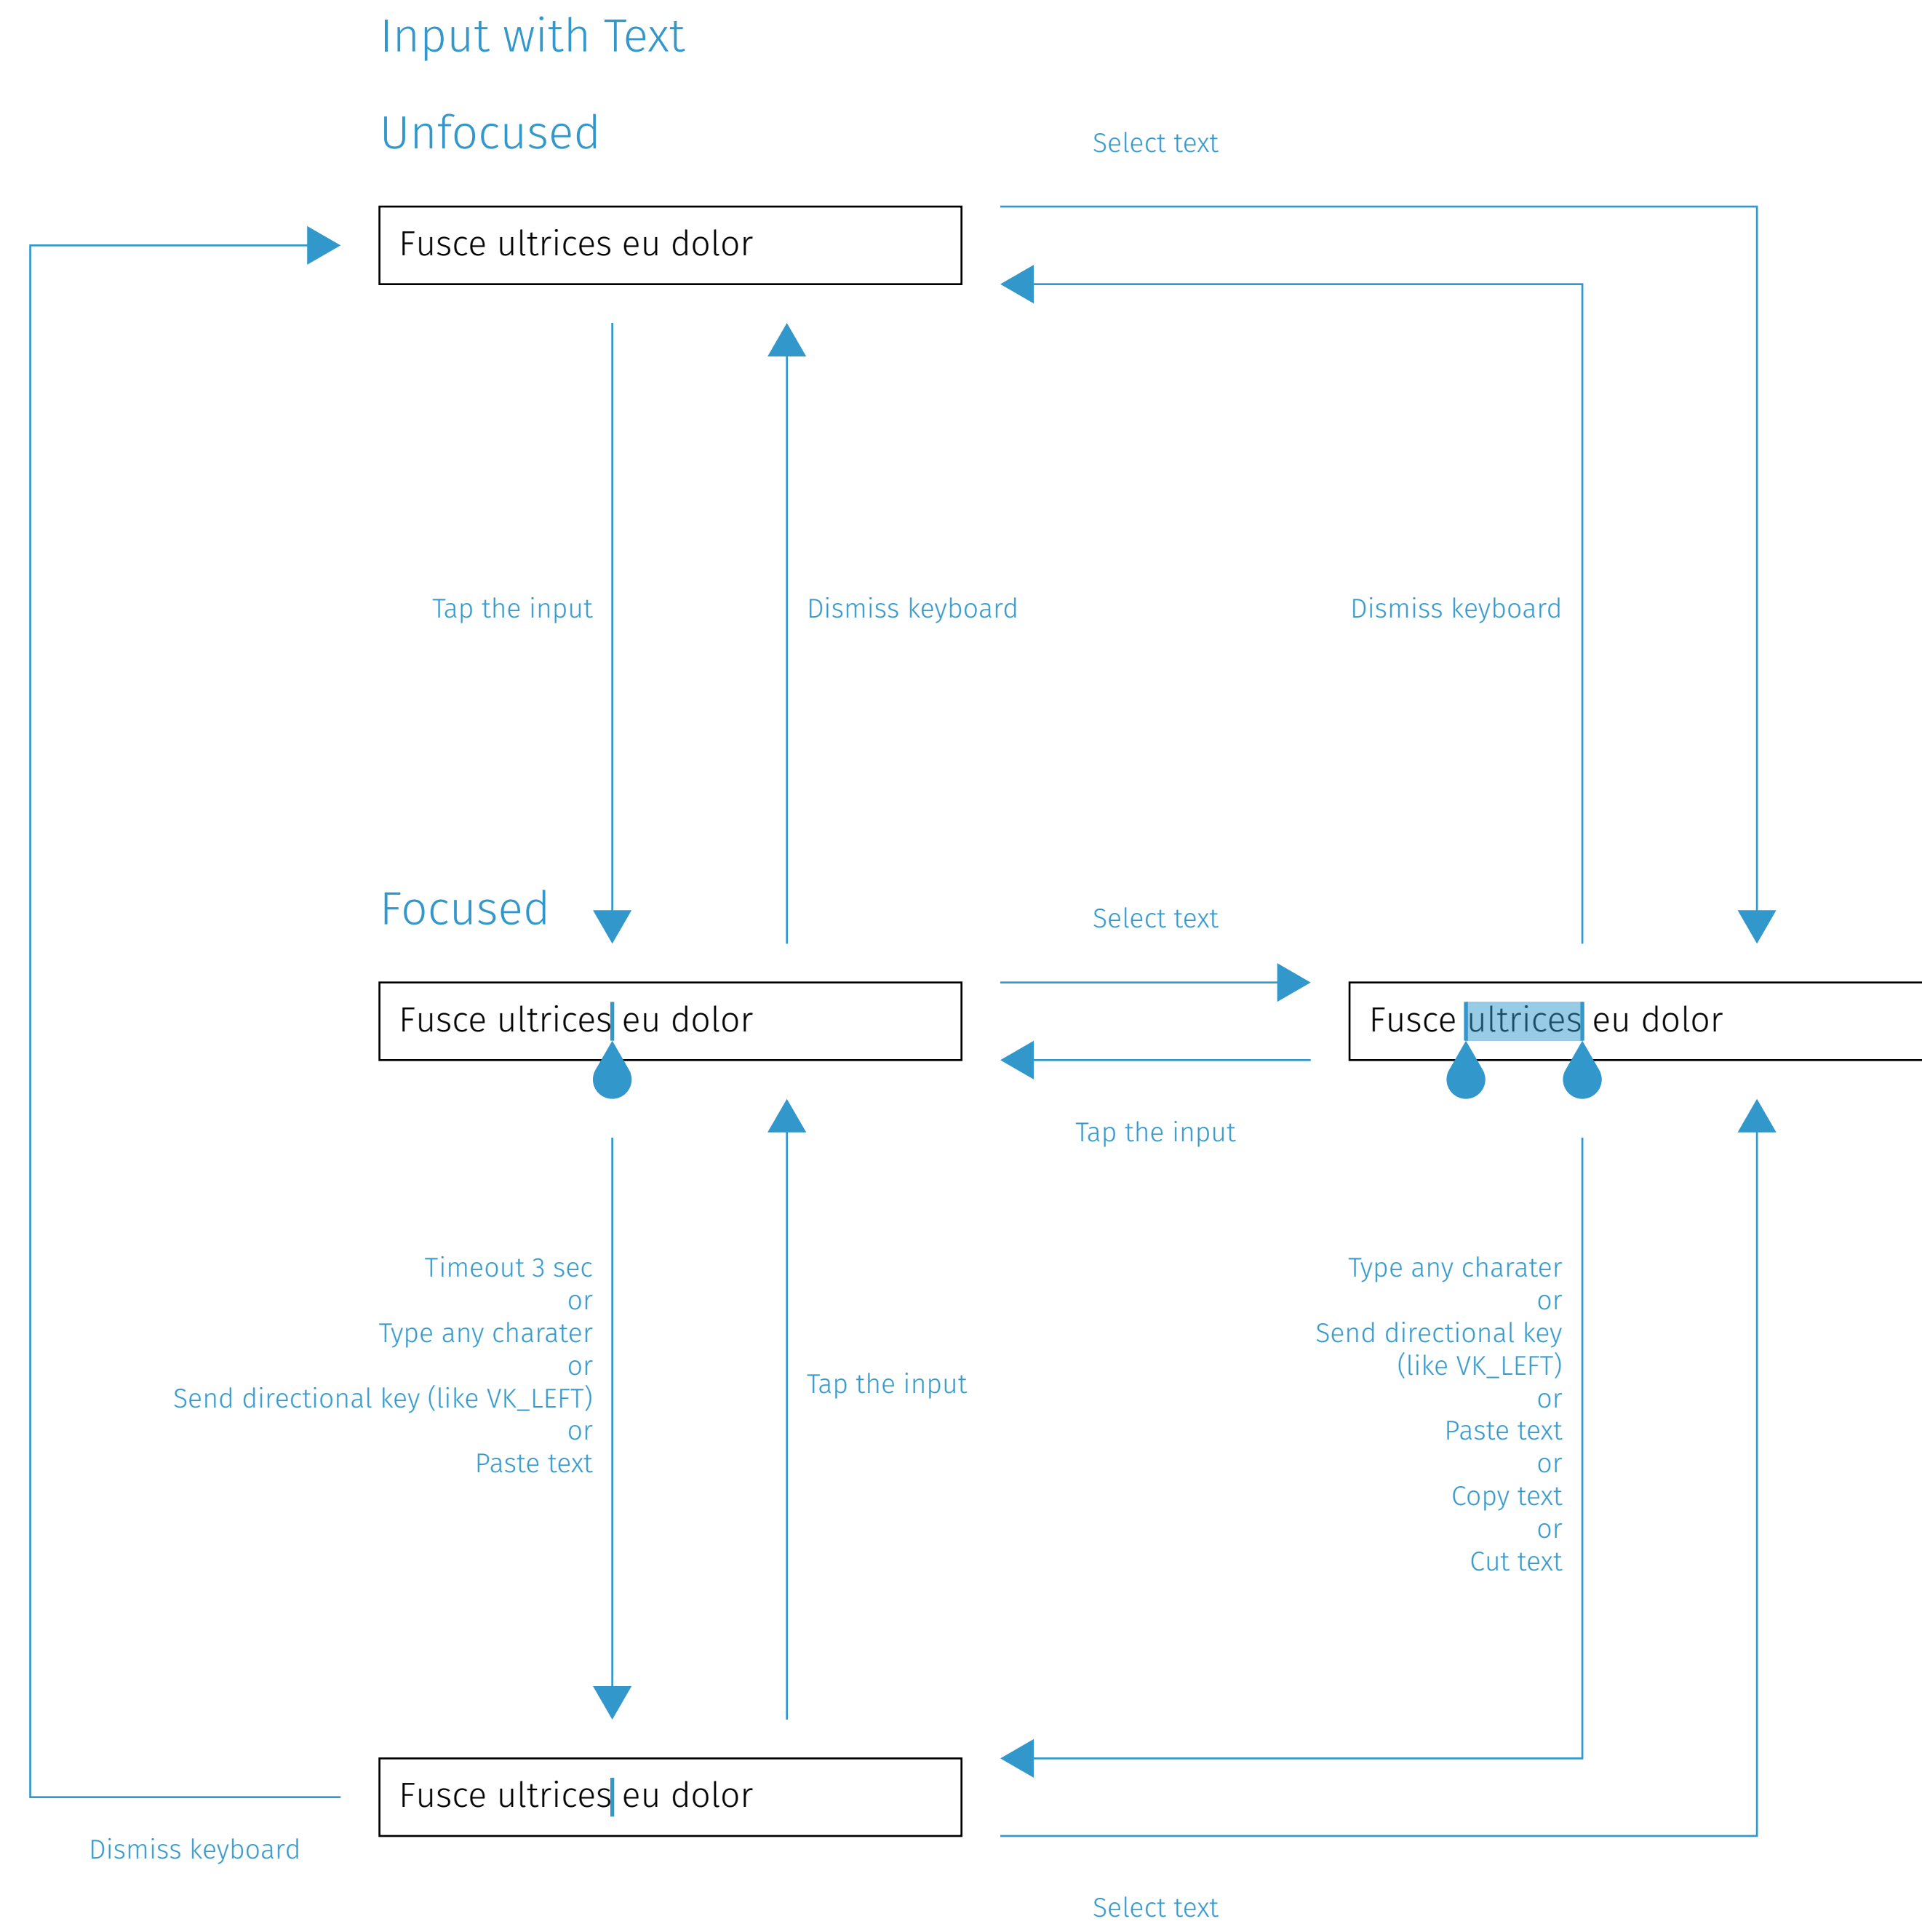 Input with Text
Unfocused
Select text
Fusce ultrices eu dolor
Tap the input
Dismiss keyboard
Dismiss keyboard
Focused
Select text
Fusce ultrices eu dolor
Fusce ultrices eu dolor
Tap the input
Timeout 3 sec
or
Type any charater
or
Send directional key (like VK_LEFT)
or
Paste text
Tap the input
Type any charater
or
Send directional key
(like VK_LEFT)
or
Paste text
or
Copy text
or
Cut text
Fusce ultrices eu dolor
Dismiss keyboard
Select text